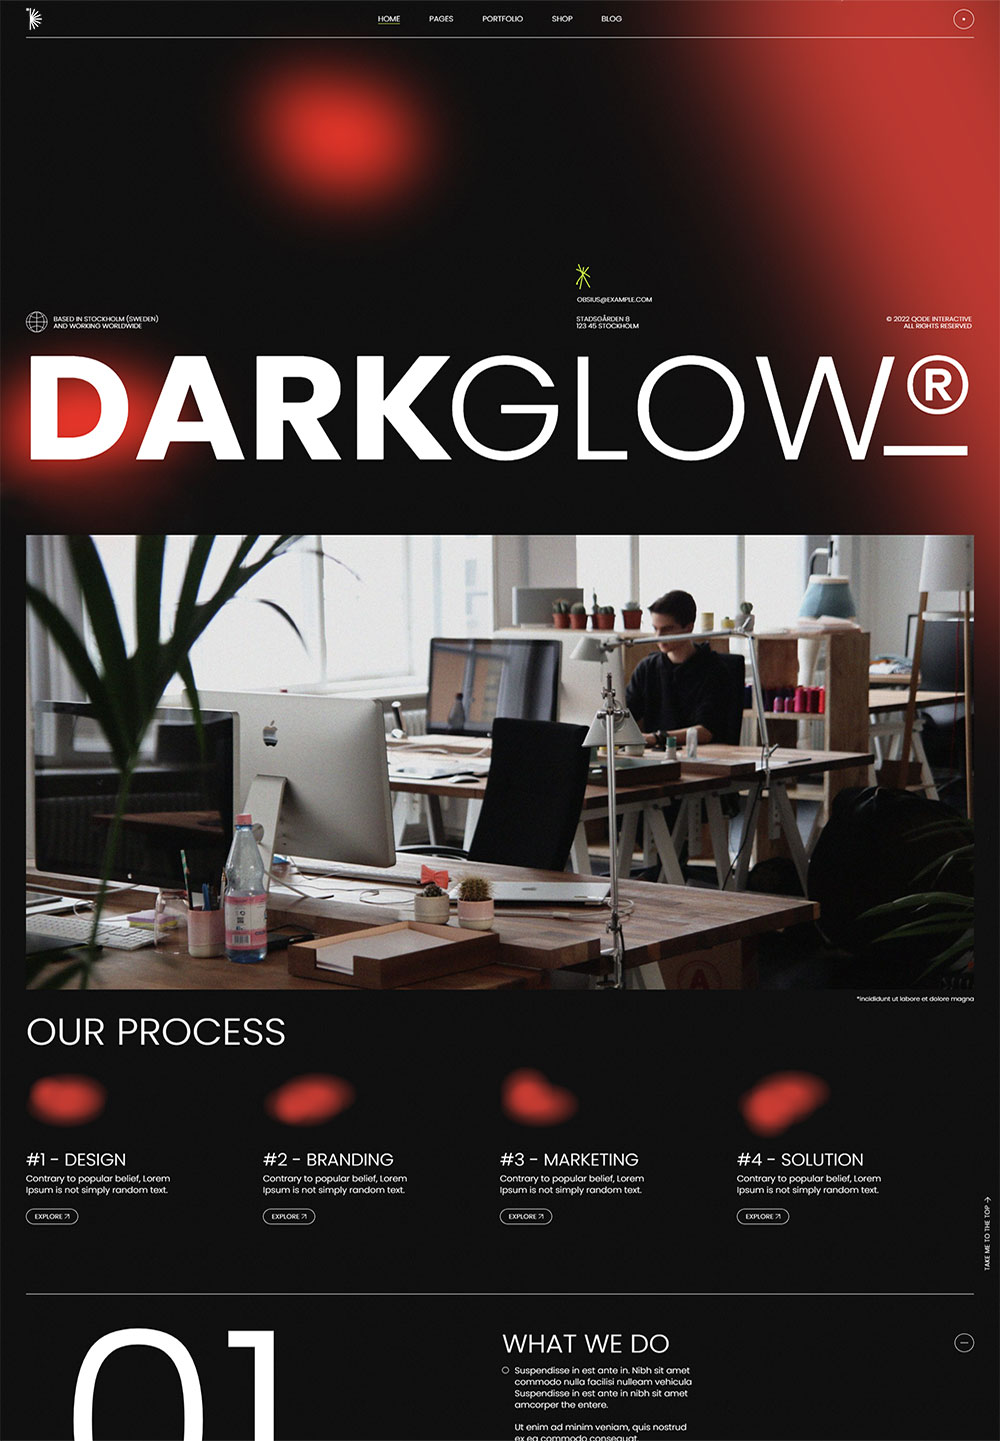 HOME PAGES PORTFOLIO SHOP BLOG
OBSIUS@EXAMPLE.COM
BASED IN STOCKHOLM (SWEDEN)
AND WORKING WORLDWIDE
STADSGÅRDEN 8
123 45 STOCKHOLM
© 2022 QODE INTERACTIVE
ALL RIGHTS RESERVED
DARKGLOW®
*incididunt ut labore et dolore magna
OUR PROCESS
#1 - DESIGN
Contrary to popular belief, Lorem
Ipsum is not simply random text.
EXPLORE
#2 - BRANDING
Contrary to popular belief, Lorem
Ipsum is not simply random text.
EXPLORE
#3 - MARKETING
Contrary to popular belief, Lorem
Ipsum is not simply random text.
EXPLORE
#4 - SOLUTION
Contrary to popular belief, Lorem
Ipsum is not simply random text.
EXPLORE
TAKE ME TO THE TOP
01
WHAT WE DO
Suspendisse in est ante in. Nibh sit amet
commodo nulla facilisi nulleam vehicula
Suspendisse in est ante in nibh sit amet
amcorper the entere.
Ut enim ad minim veniam, quis nostrud
ex ea commodo consequat.